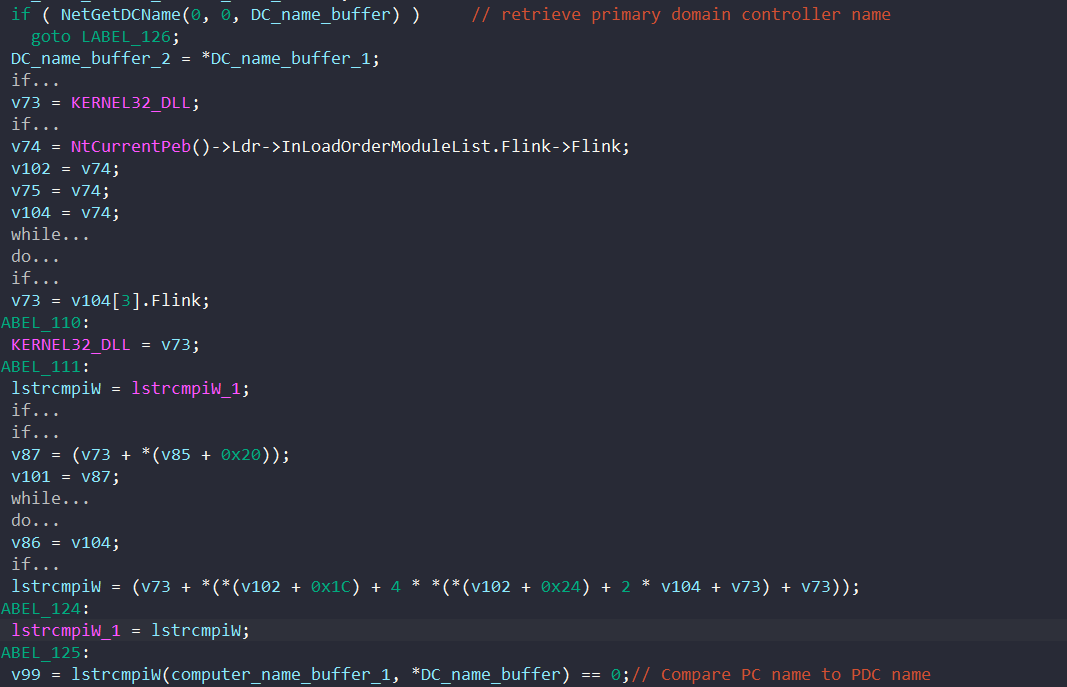 if ( NetGetDCName(0, 0, DC_name_buffer) ) // retrieve primary domain controller name
goto LABEL_126;
DC_name_buffer_2 = *DC_name_buffer_1;
if...
v73 = KERNEL32_DLL;
if...
v74 = NtCurrentPeb()->Ldr->InLoadOrderModuleList.Flink->Flink;
v102 = v74;
v75 = v74;
v104 = v74;
while...
do...
if...
v73 = v104[3].Flink;
ABEL_110:
KERNEL32_DLL = v73;
ABEL_111:
lstrcmpiW = lstrcmpiW_1;
if...
if...
v87 = (v73 + *(v85 + 0x20));
v101 = v87;
while...
do...
v86 = v104;
if...
lstrcmpiW = (v73 + *(*(v102 + 0x1C) + 4 * *(*(v102 + 0x24) + 2 * v104 + v73) + v73));
ABEL_124:
lstrcmpiW_1 = lstrcmpiW;
ABEL_125:
v99 = lstrcmpiW(computer_name_buffer_1, *DC_name_buffer) == 0;// Compare PC name to PDC name